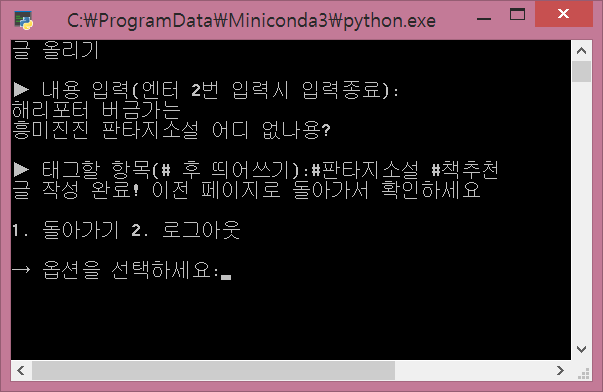 C:₩ProgramData₩Miniconda3₩python.exe
글 올리기
▶ 내용 입력(엔터 2번 입력시 입력종료):
해리포터 버금가는
흥미진진 판타지소설 어디 없나용?
▶ 태그할 항목(# 후 띄어쓰기):#판타지소설 #책추천
글 작성 완료! 이전 페이지로 돌아가서 확인하세요
1. 돌아가기 2. 로그아웃
→ 옵션을 선택하세요: